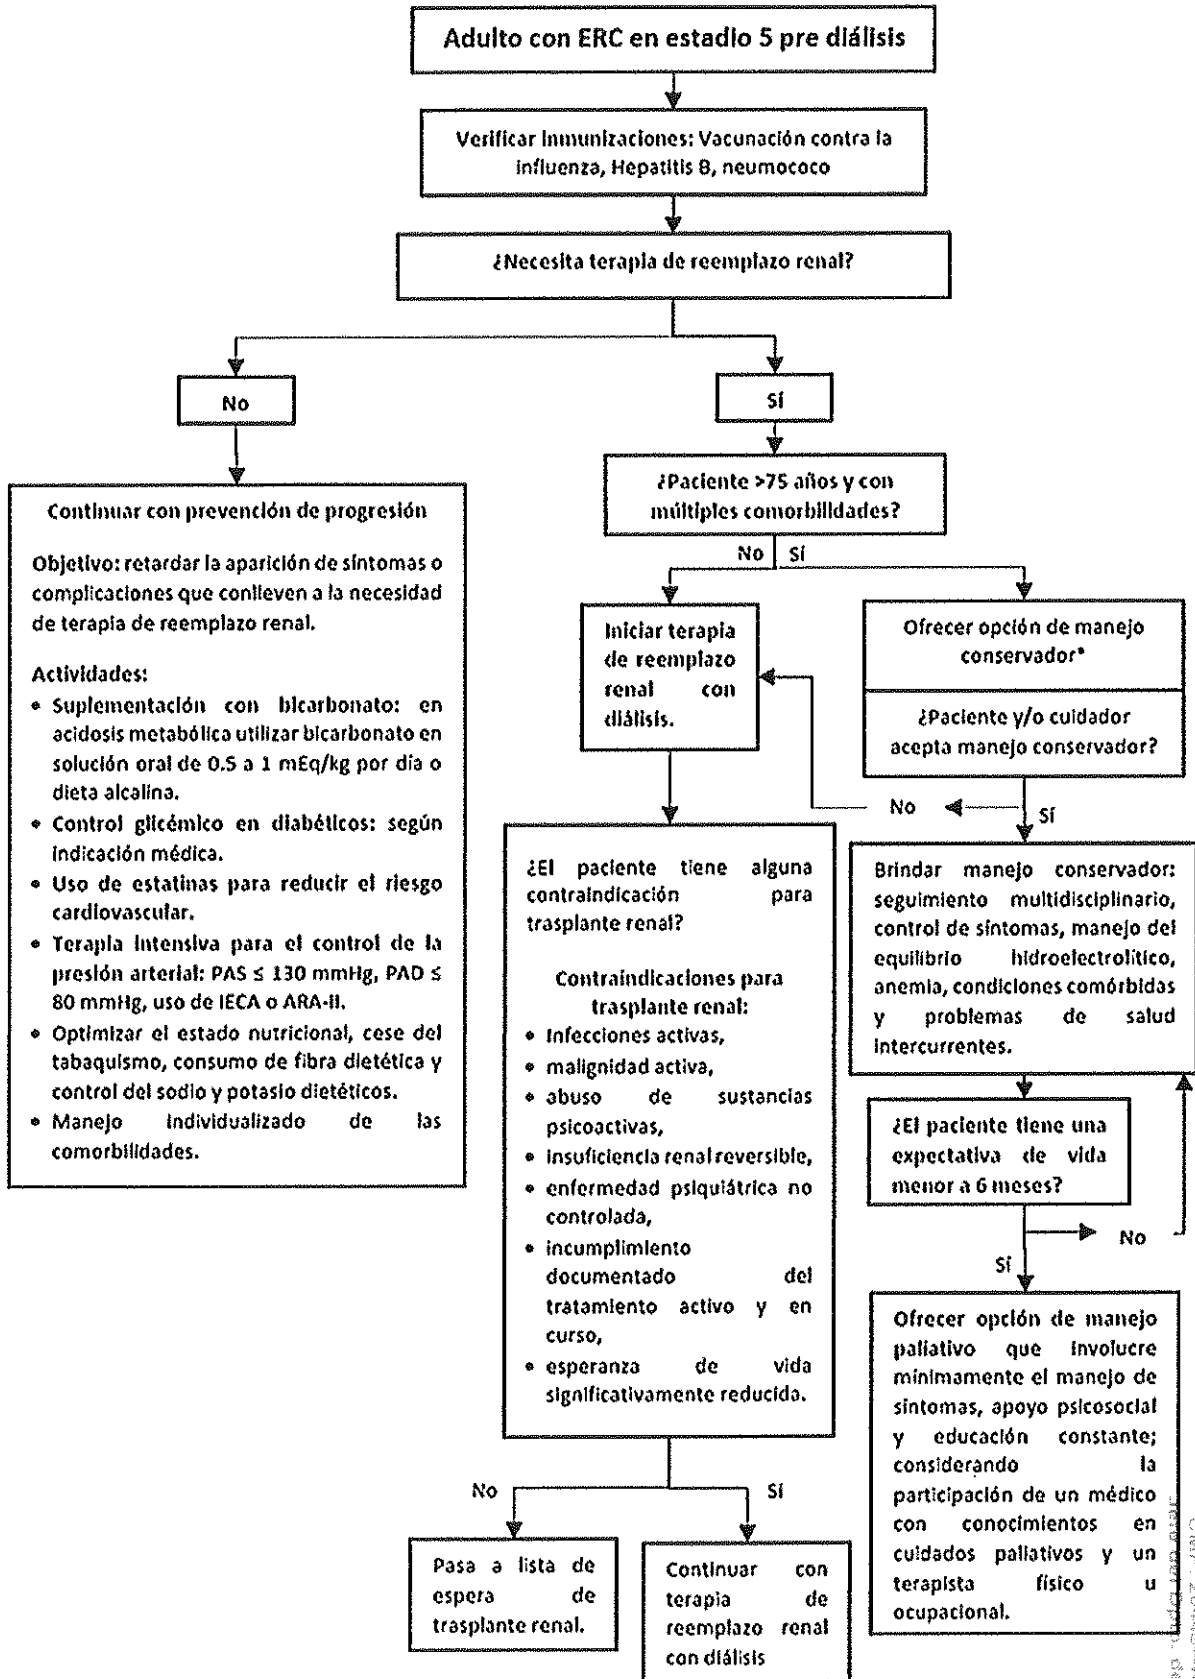 Adulto con ERC en estadio 5 pre diálisis
Verificar inmunizaciones: Vacunación contra la
influenza, Hepatitis B, neumococo
¿Necesita terapia de reemplazo renal?
No
Sí
Continuar con prevención de progresión
Objetivo: retardar la aparición de síntomas o
complicaciones que conlleven a la necesidad
de terapia de reemplazo renal.
Actividades:
• Suplementación con bicarbonato: en
acidosis metabólica utilizar bicarbonato en
solución oral de 0.5 a 1 mEq/kg por día o
dieta alcalina.
• Control glicémico en diabéticos: según
indicación médica.
• Uso de estatinas para reducir el riesgo
cardiovascular.
• Terapia intensiva para el control de la
presión arterial: PAS ≤ 130 mmHg, PAD ≤
80 mmHg, uso de IECA o ARA-II.
• Optimizar el estado nutricional, cese del
tabaquismo, consumo de fibra dietética y
control del sodio y potasio dietéticos.
• Manejo individualizado de las
comorbilidades.
¿Paciente >75 años y con
múltiples comorbilidades?
No Sí
Iniciar terapia
de reemplazo
renal con
diálisis.
Ofrecer opción de manejo
conservador*
¿Paciente y/o cuidador
acepta manejo conservador?
No
Sí
¿El paciente tiene alguna
contraindicación para
trasplante renal?
Contraindicaciones para
trasplante renal:
• Infecciones activas,
• malignidad activa,
• abuso de sustancias
psicoactivas,
• insuficiencia renal reversible,
• enfermedad psiquiátrica no
controlada,
• incumplimiento
documentado del
tratamiento activo y en
curso,
• esperanza de vida
significativamente reducida.
Brindar manejo conservador:
seguimiento multidisciplinario,
control de síntomas, manejo del
equilibrio hidroelectrolítico,
anemia, condiciones comórbidas
y problemas de salud
intercurrentes.
¿El paciente tiene una
expectativa de vida
menor a 6 meses?
No
Sí
Ofrecer opción de manejo
paliativo que involucre
mínimamente el manejo de
síntomas, apoyo psicosocial
y educación constante;
considerando la
participación de un médico
con conocimientos en
cuidados paliativos y un
terapista físico u
ocupacional.
No
Sí
Pasa a lista de
espera de
trasplante renal.
Continuar con
terapia de
reemplazo renal
con diálisis